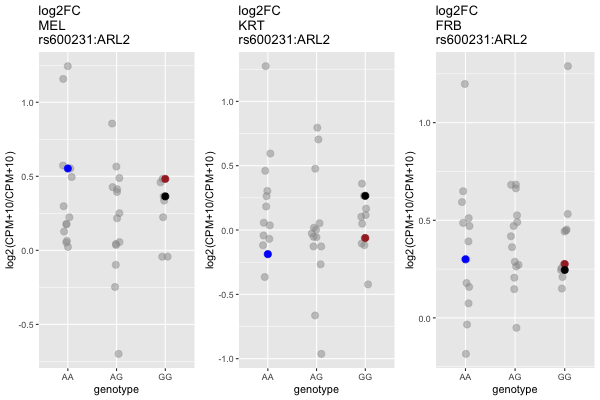 log2FC
MEL
rs600231:ARL2
log2(CPM+10/CPM+10)
1.0
0.5
0.0
-0.5
AA
AG
GG
genotype
log2FC
KRT
rs600231:ARL2
log2(CPM+10/CPM+10)
1.0
0.5
0.0
-0.5
-1.0
AA
AG
GG
genotype
log2FC
FRB
rs600231:ARL2
log2(CPM+10/CPM+10)
1.0
0.5
0.0
AA
AG
GG
genotype